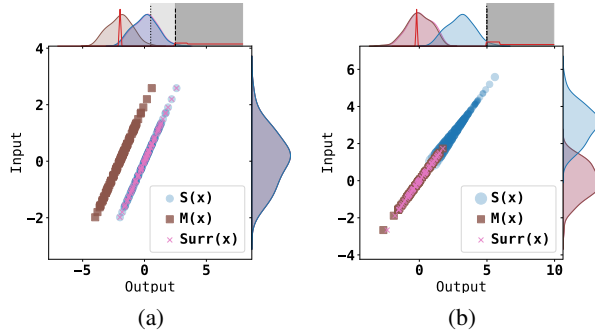 4
2
0
−2
Input
S(x)
M(x)
Surr(x)
−5
0
5
Output
(a)
6
4
2
0
−2
−4
Input
S(x)
M(x)
Surr(x)
0
5
10
Output
(b)